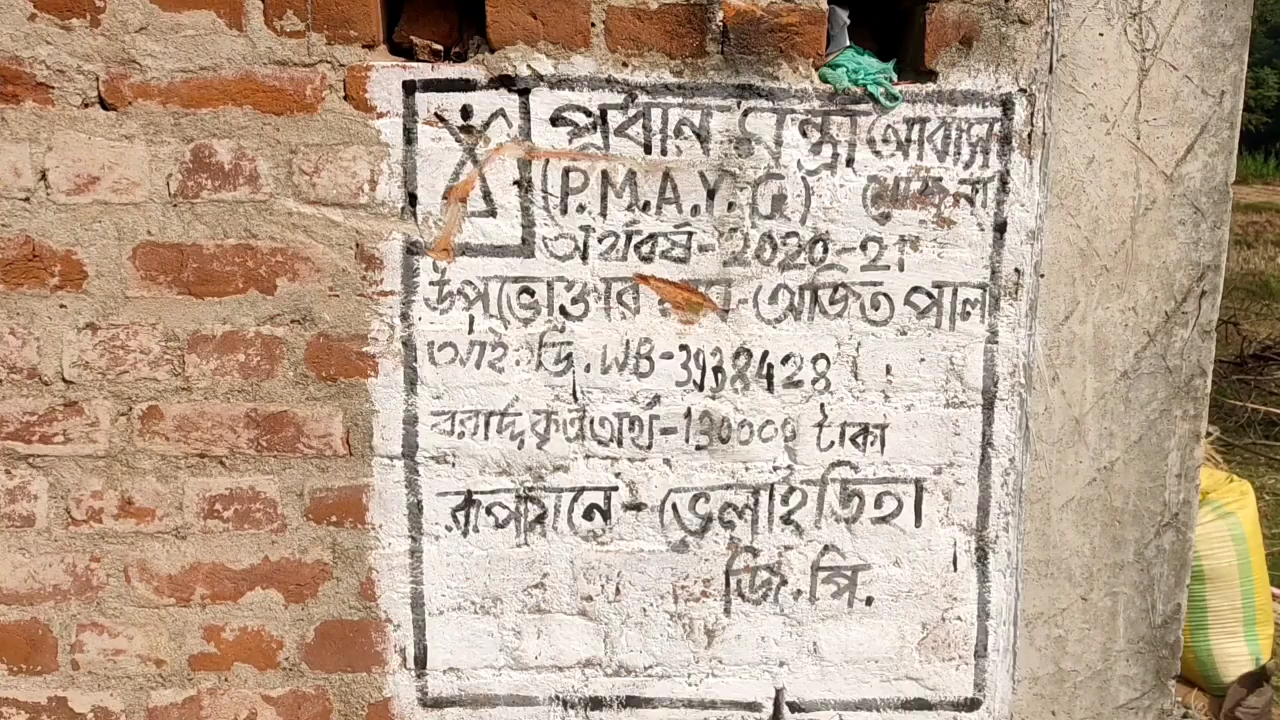 প্রধান মন্ত্রী আবাস
(P.M.A.Y.G) যোজনা
অর্থবর্ষ-2020-21
উপভোক্তার নাম-অজিত পাল
আই.ডি.WB-3938428
বরাদ্দকৃত অর্থ-130000 টাকা
রূপায়নে-ভেলাইডিহা
জি.পি.